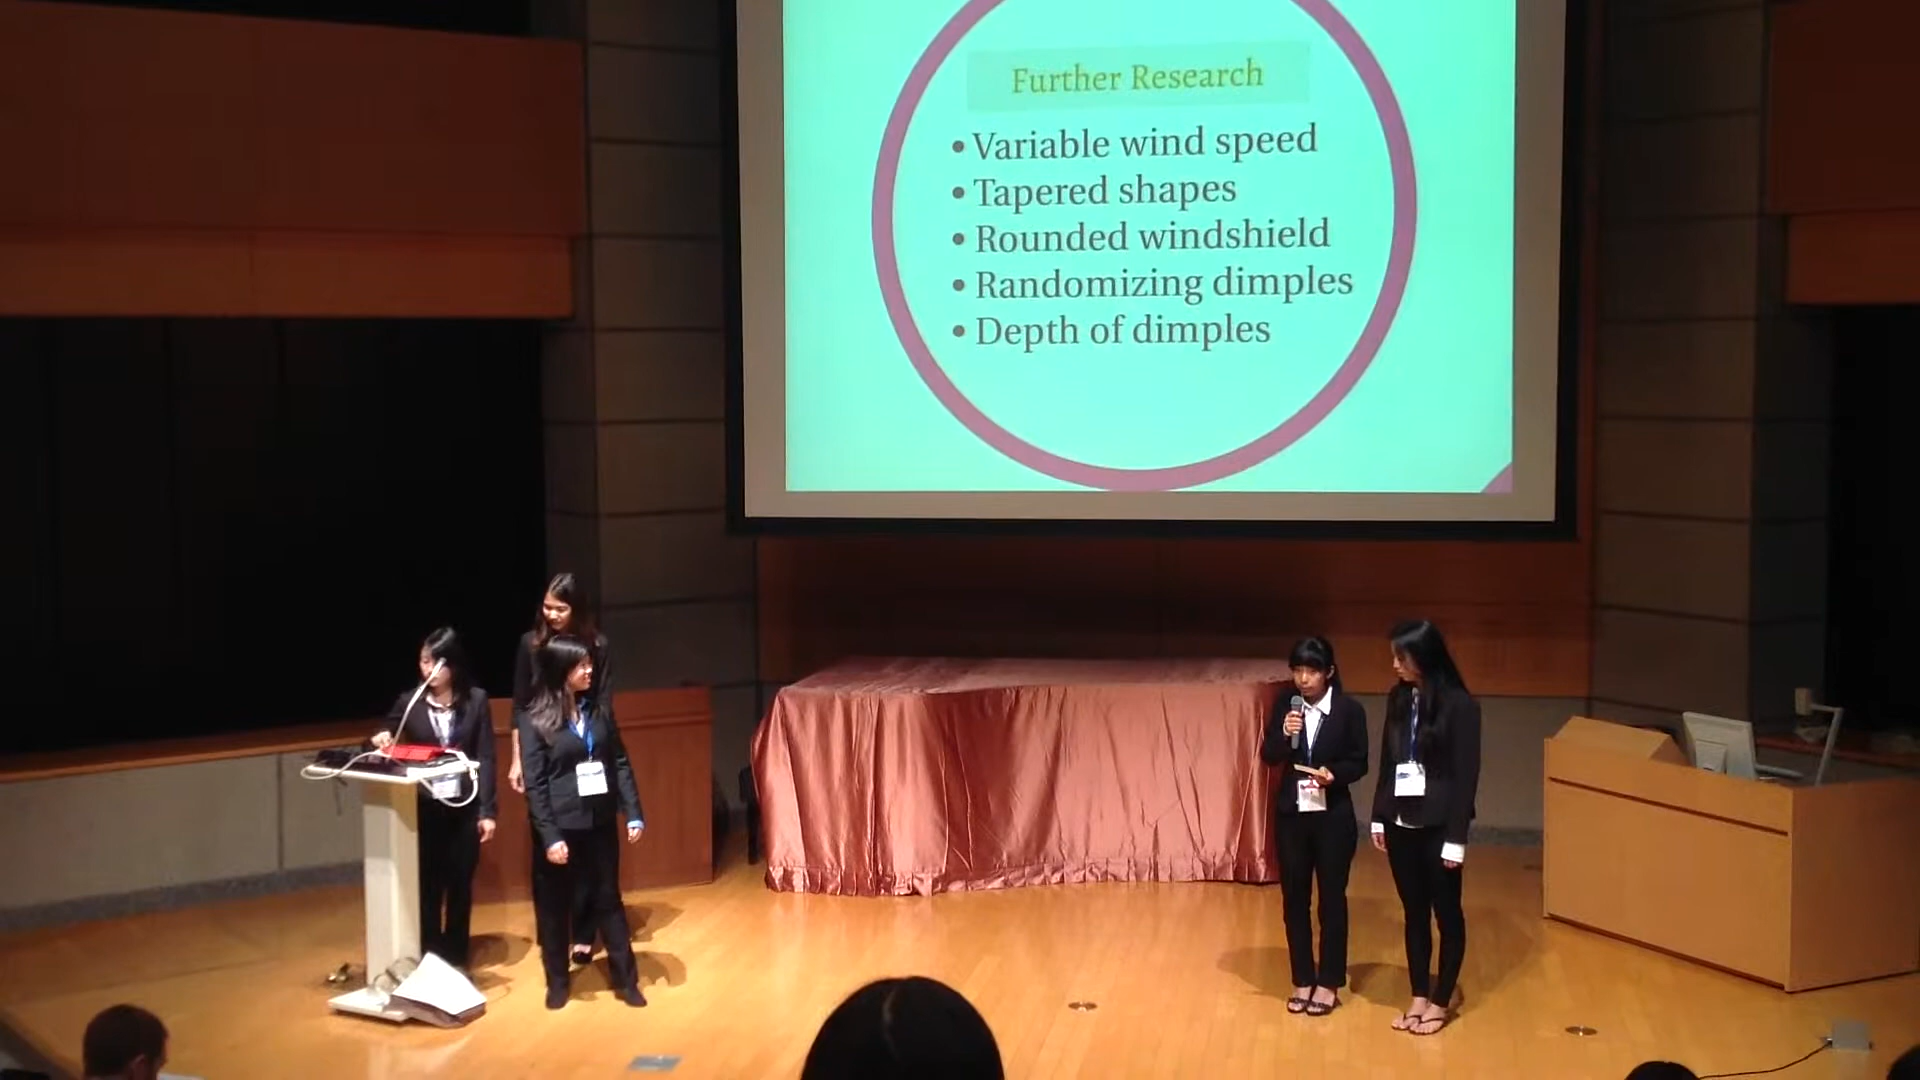 Further Research
• Variable wind speed
• Tapered shapes
• Rounded windshield
• Randomizing dimples
• Depth of dimples